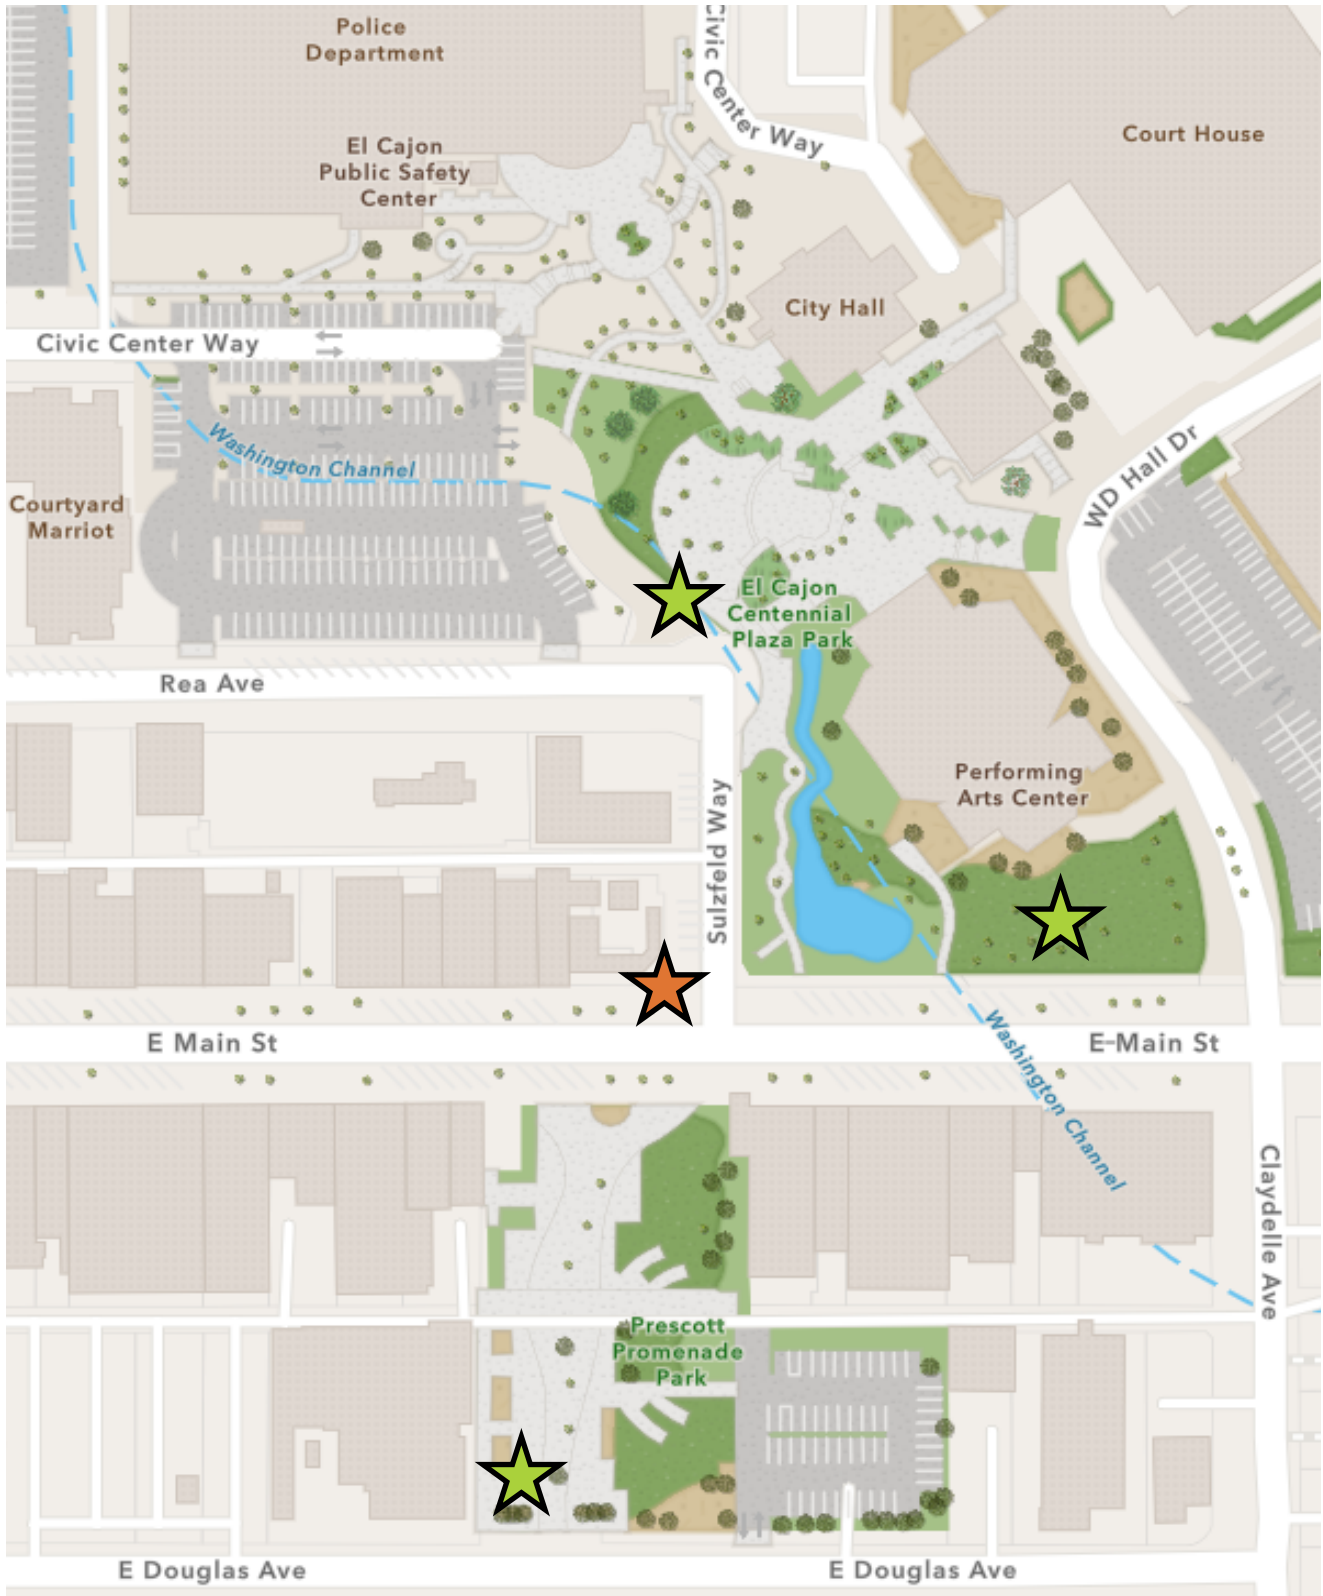 Police
Department
Civic Center Way
Court House
El Cajon
Public Safety
Center
City Hall
Civic Center Way
Washington Channel
WD Hall Dr
Courtyard
Marriot
El Cajon
Centennial
Plaza Park
Rea Ave
Performing
Arts Center
Sulzfeld Way
E Main St
E Main St
Washington Channel
Claydelle Ave
Prescott
Promenade
Park
E Douglas Ave
E Douglas Ave